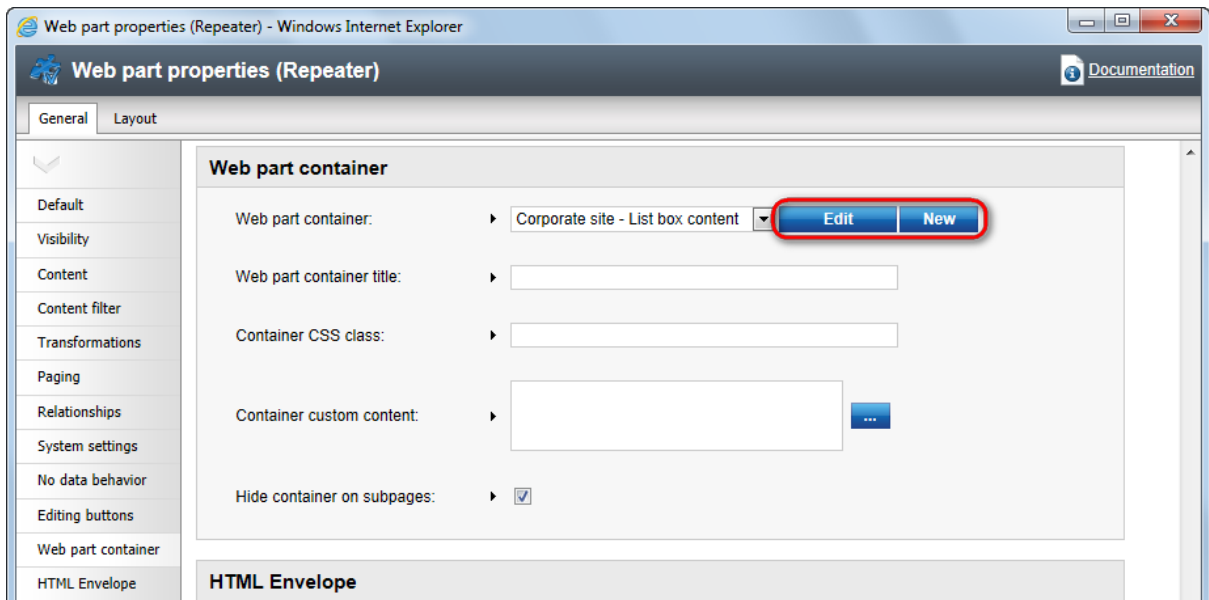 Web part properties (Repeater) - Windows Internet Explorer
Web part properties (Repeater)
Documentation
General
Layout
Default
Visibility
Content
Content filter
Transformations
Paging
Relationships
System settings
No data behavior
Editing buttons
Web part container
HTML Envelope
Web part container
Web part container: Corporate site - List box content Edit New
Web part container title:
Container CSS class:
Container custom content: ...
Hide container on subpages:
HTML Envelope